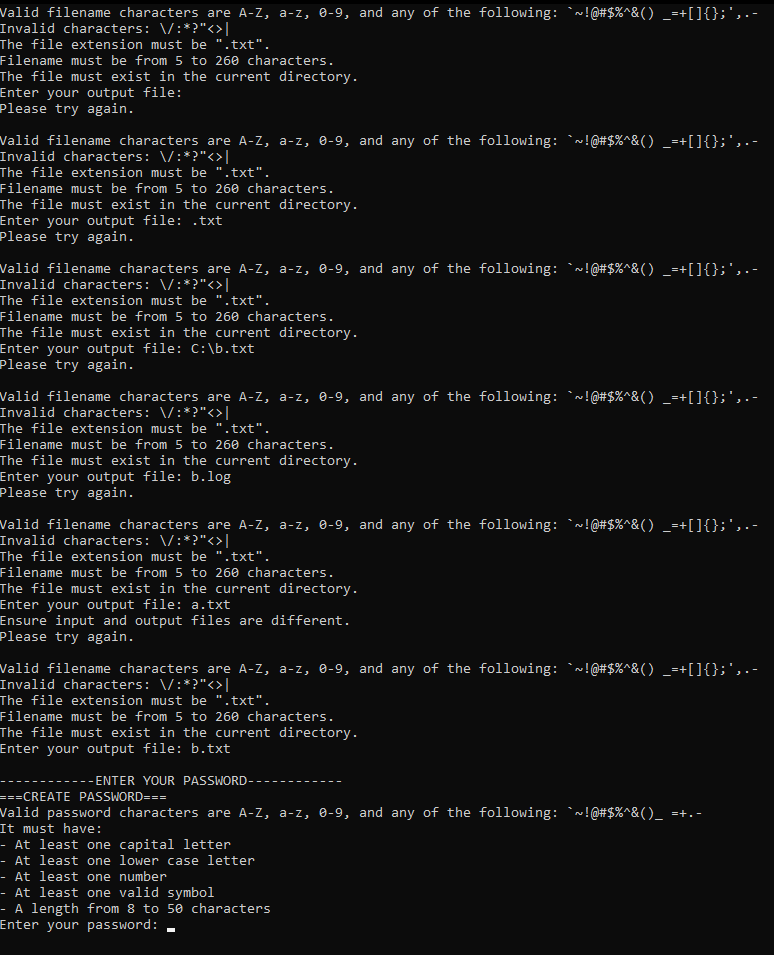 Valid filename characters are A-Z, a-z, 0-9, and any of the following: `~!@#$%^&() _=+[]{};',.-
Invalid characters: \/:*?"<>|
The file extension must be ".txt".
Filename must be from 5 to 260 characters.
The file must exist in the current directory.
Enter your output file:
Please try again.

Valid filename characters are A-Z, a-z, 0-9, and any of the following: `~!@#$%^&() _=+[]{};',.-
Invalid characters: \/:*?"<>|
The file extension must be ".txt".
Filename must be from 5 to 260 characters.
The file must exist in the current directory.
Enter your output file: .txt
Please try again.

Valid filename characters are A-Z, a-z, 0-9, and any of the following: `~!@#$%^&() _=+[]{};',.-
Invalid characters: \/:*?"<>|
The file extension must be ".txt".
Filename must be from 5 to 260 characters.
The file must exist in the current directory.
Enter your output file: C:\b.txt
Please try again.

Valid filename characters are A-Z, a-z, 0-9, and any of the following: `~!@#$%^&() _=+[]{};',.-
Invalid characters: \/:*?"<>|
The file extension must be ".txt".
Filename must be from 5 to 260 characters.
The file must exist in the current directory.
Enter your output file: b.log
Please try again.

Valid filename characters are A-Z, a-z, 0-9, and any of the following: `~!@#$%^&() _=+[]{};',.-
Invalid characters: \/:*?"<>|
The file extension must be ".txt".
Filename must be from 5 to 260 characters.
The file must exist in the current directory.
Enter your output file: a.txt
Ensure input and output files are different.
Please try again.

Valid filename characters are A-Z, a-z, 0-9, and any of the following: `~!@#$%^&() _=+[]{};',.-
Invalid characters: \/:*?"<>|
The file extension must be ".txt".
Filename must be from 5 to 260 characters.
The file must exist in the current directory.
Enter your output file: b.txt

------------ENTER YOUR PASSWORD------------
===CREATE PASSWORD===
Valid password characters are A-Z, a-z, 0-9, and any of the following: `~!@#$%^&()_ =+.-
It must have:
- At least one capital letter
- At least one lower case letter
- At least one number
- At least one valid symbol
- A length from 8 to 50 characters
Enter your password: